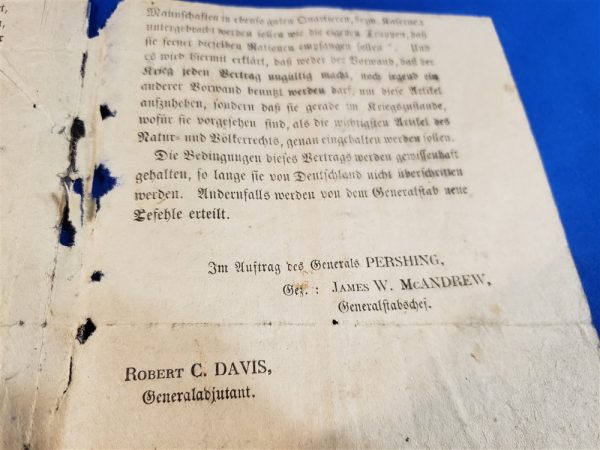 Mannschaften in ebenso guten Quartieren, bezw. Kasernen
untergebracht werden sollen wie die eigenen Truppen, daß
sie ferner dieselben Rationen empfangen sollen. Und
es wird hiermit erklärt, daß weder der Vorwand, daß der
Krieg jeden Vertrag ungültig macht, noch irgend ein
anderer Vorwand benutzt werden darf, um diese Artikel
aufzuheben, sondern daß sie gerade im Kriegszustande,
wofür sie vorgesehen sind, als die wichtigsten Artikel des
Natur- und Völkerrechts, genau eingehalten werden sollen.
Die Bedingungen dieses Vertrags werden gewissenhaft
gehalten, so lange sie von Deutschland nicht überschritten
werden. Andernfalls werden von dem Generalstab neue
Befehle erteilt.
Im Auftrag des Generals PERSHING,
Gez.: JAMES W. MCANDREW,
Generalstabschef.
ROBERT C. DAVIS,
Generaladjutant.